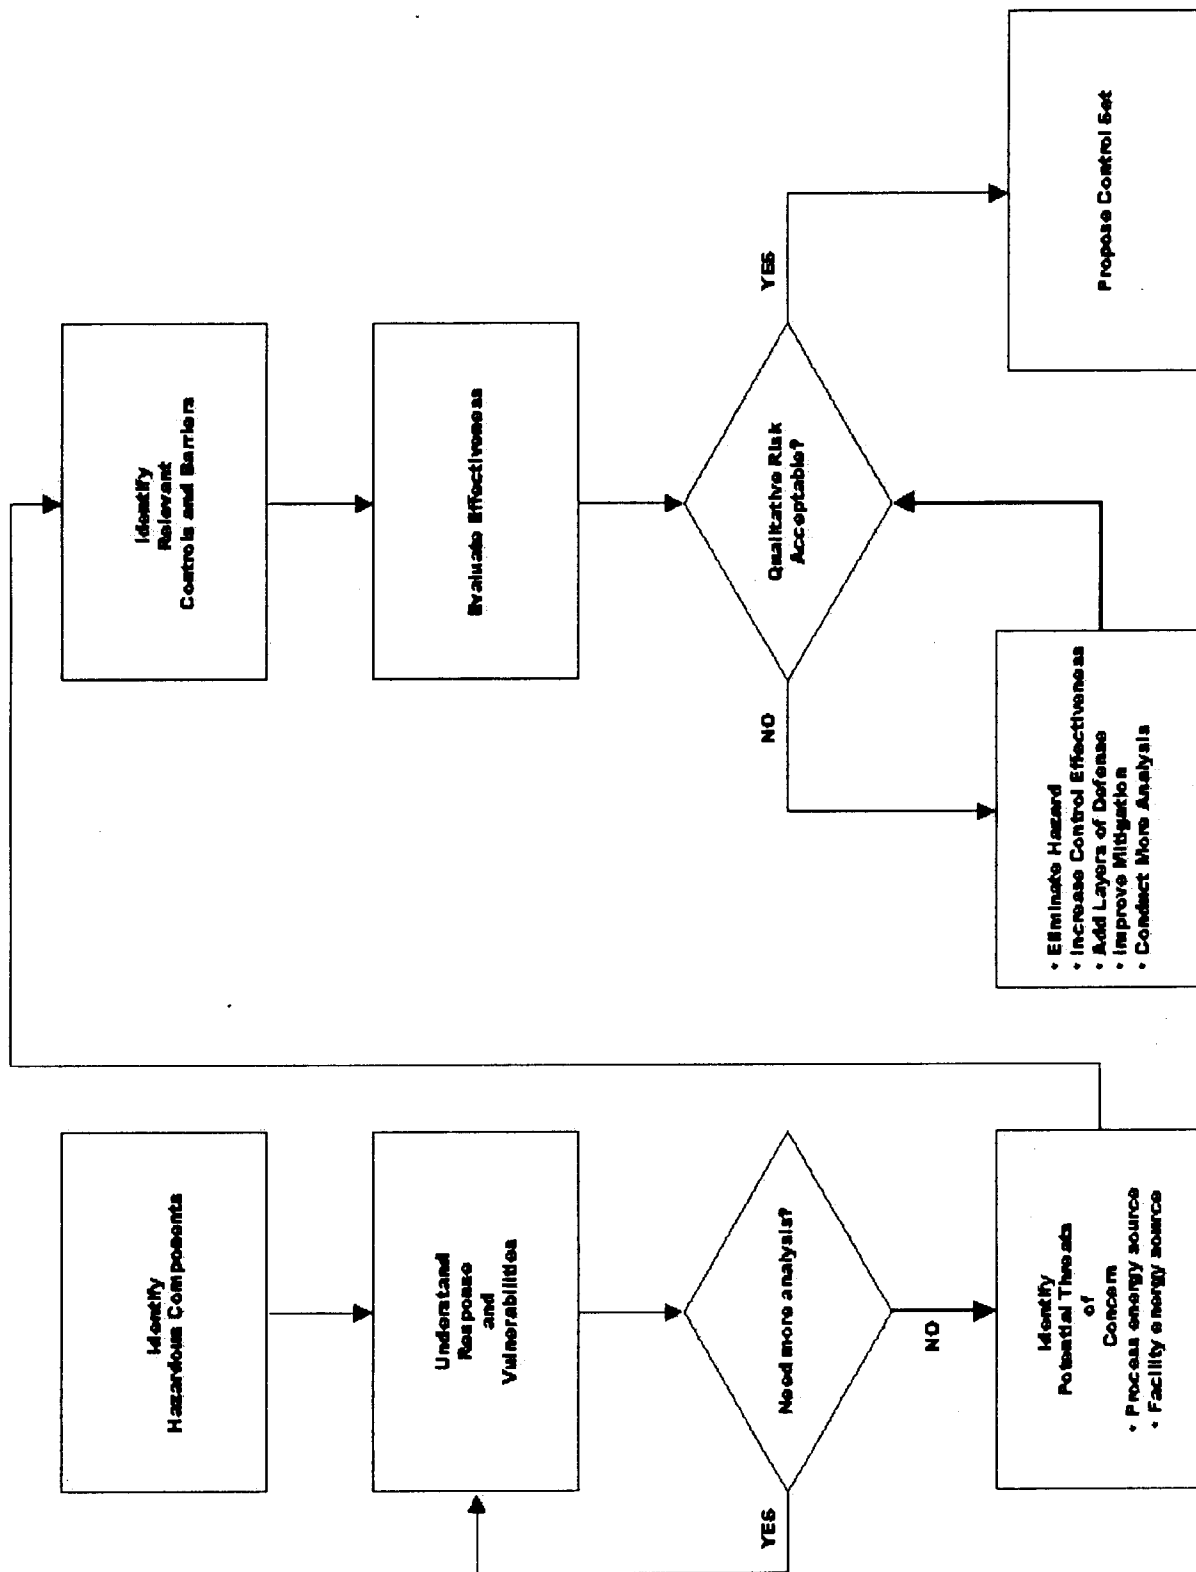 Identify
Hazardous Components
Understand
Response
and
Vulnerabilities
Need more analysis?
YES
NO
Identify
Potential Threats
of
Concern
• Process energy source
• Facility energy source
Identify
Relevant
Controls and Barriers
Evaluate Effectiveness
Qualitative Risk
Acceptable?
NO
YES
• Eliminate Hazard
• Increase Control Effectiveness
• Add Layers of Defense
• Improve Mitigation
• Conduct More Analysis
Propose Control Set